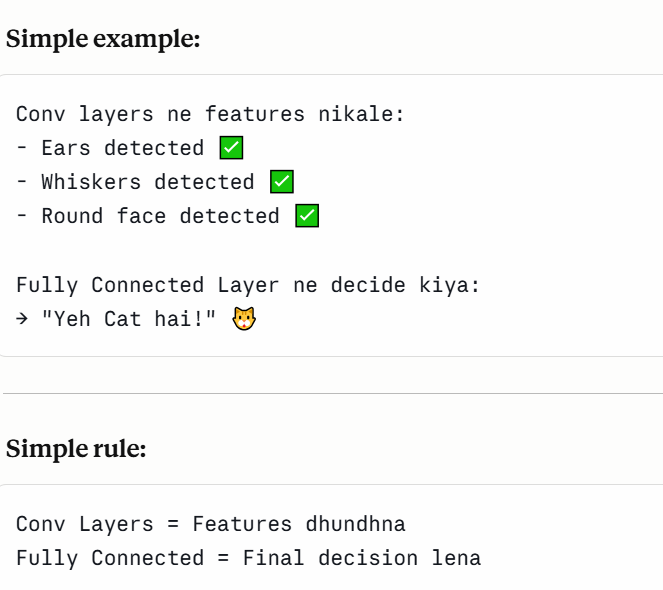 Simple example:
Conv layers ne features nikale:
- Ears detected ✅
- Whiskers detected ✅
- Round face detected ✅
Fully Connected Layer ne decide kiya:
→ "Yeh Cat hai!" 🐱
Simple rule:
Conv Layers = Features dhundhna
Fully Connected = Final decision lena